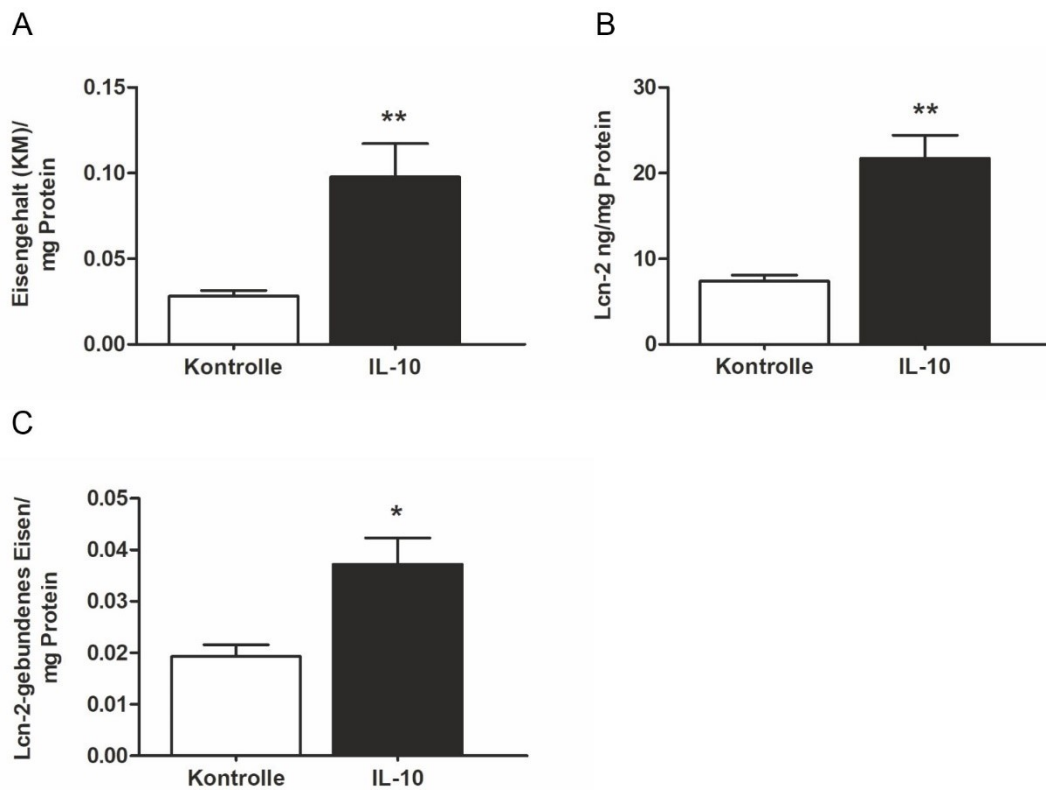 A
Eisengehalt (KM)/
mg Protein
0.15
0.10
0.05
0.00
**
Kontrolle
IL-10
B
Lcn-2 ng/mg Protein
30
20
10
0
**
Kontrolle
IL-10
C
Lcn-2-gebundenes Eisen/
mg Protein
0.05
0.04
0.03
0.02
0.01
0.00
*
Kontrolle
IL-10